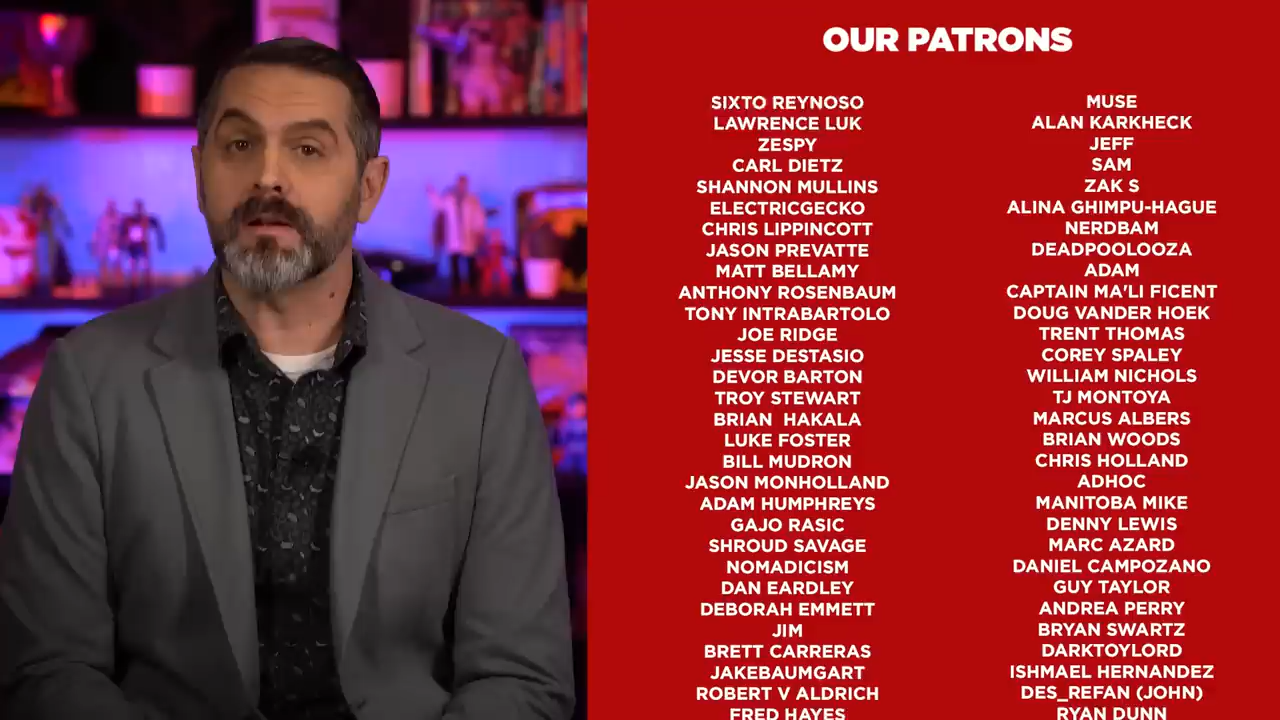 OUR PATRONS
SIXTO REYNOSO
LAWRENCE LUK
ZESPY
CARL DIETZ
SHANNON MULLINS
ELECTRICGECKO
CHRIS LIPPINCOTT
JASON PREVATTE
MATT BELLAMY
ANTHONY ROSENBAUM
TONY INTRABARTOLO
JOE RIDGE
JESSE DESTASIO
DEVOR BARTON
TROY STEWART
BRIAN HAKALA
LUKE FOSTER
BILL MUDRON
JASON MONHOLLAND
ADAM HUMPHREYS
GAJO RASIC
SHROUD SAVAGE
NOMADICISM
DAN EARDLEY
DEBORAH EMMETT
JIM
BRETT CARRERAS
JAKEBAUMGART
ROBERT V ALDRICH
FRED HAYES
MUSE
ALAN KARKHECK
JEFF
SAM
ZAK S
ALINA GHIMPU-HAGUE
NERDBAM
DEADPOOLOOZA
ADAM
CAPTAIN MA'LI FICENT
DOUG VANDER HOEK
TRENT THOMAS
COREY SPALEY
WILLIAM NICHOLS
TJ MONTOYA
MARCUS ALBERS
BRIAN WOODS
CHRIS HOLLAND
ADHOC
MANITOBA MIKE
DENNY LEWIS
MARC AZARD
DANIEL CAMPOZANO
GUY TAYLOR
ANDREA PERRY
BRYAN SWARTZ
DARKTOYLORD
ISHMAEL HERNANDEZ
DES_REFAN (JOHN)
RYAN DUNN